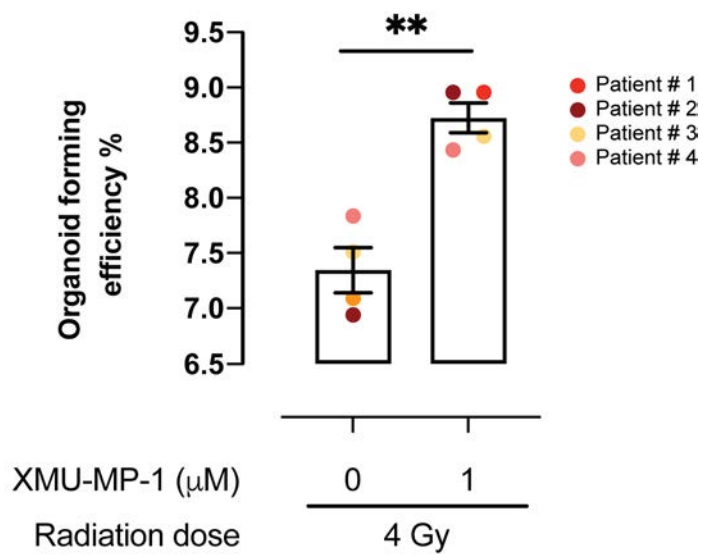 **
9.5
9.0
8.5
8.0
7.5
7.0
6.5
Organoid forming
efficiency %
Patient # 1
Patient # 2
Patient # 3
Patient # 4
XMU-MP-1 (μM) 0 1
Radiation dose 4 Gy